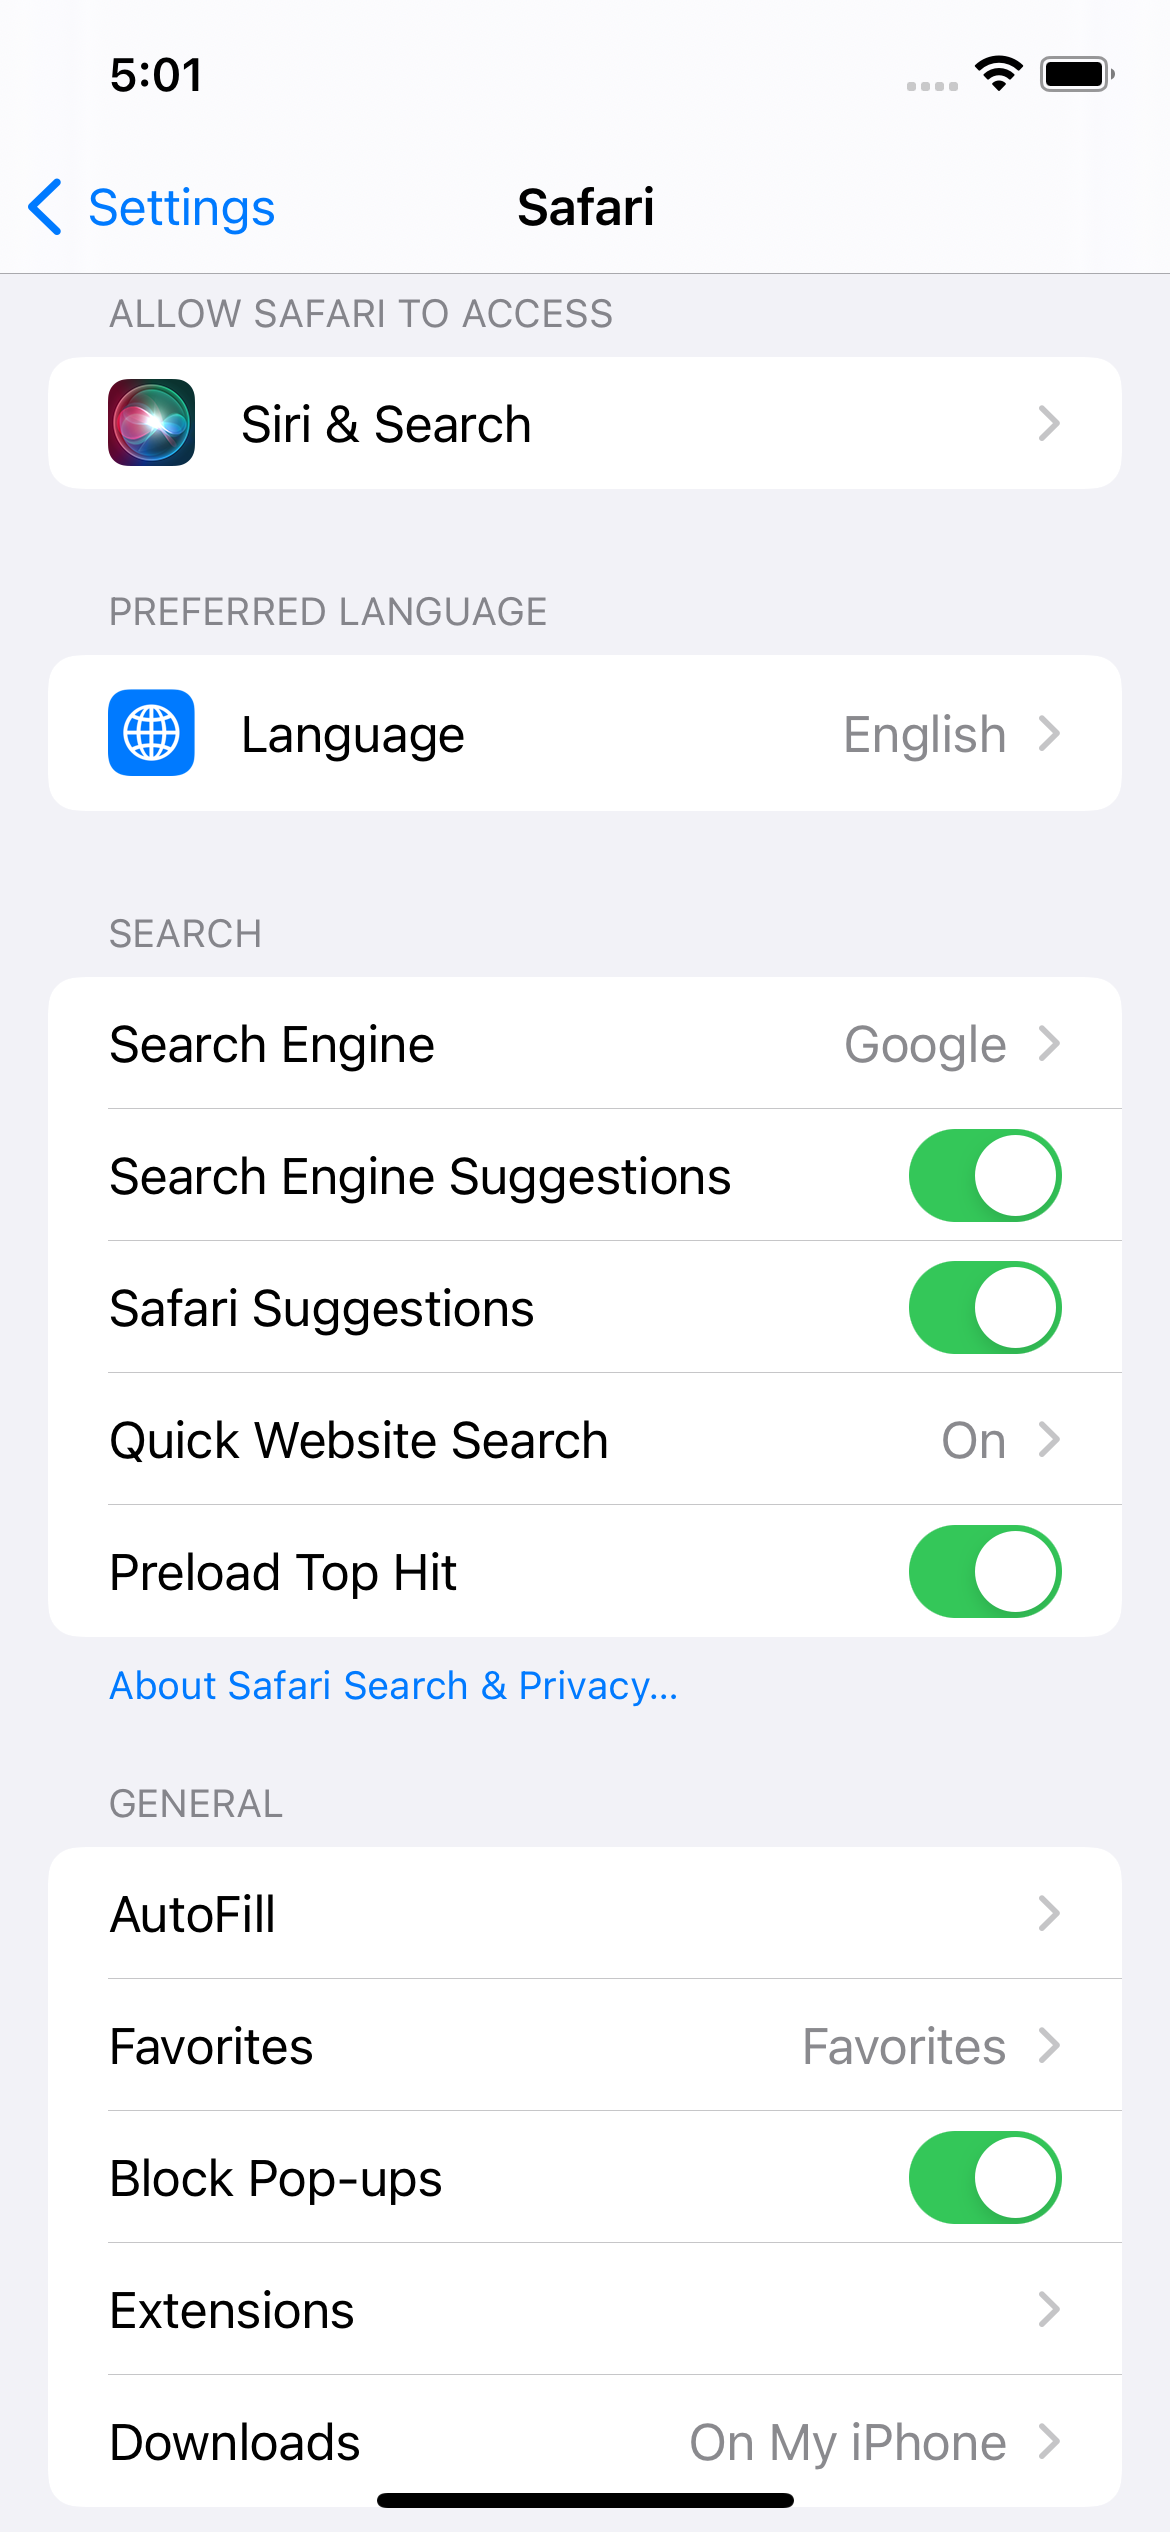 5:01
Settings
Safari
ALLOW SAFARI TO ACCESS
Siri & Search
PREFERRED LANGUAGE
Language English
SEARCH
Search Engine Google
Search Engine Suggestions
Safari Suggestions
Quick Website Search On
Preload Top Hit
About Safari Search & Privacy...
GENERAL
AutoFill
Favorites Favorites
Block Pop-ups
Extensions
Downloads On My iPhone